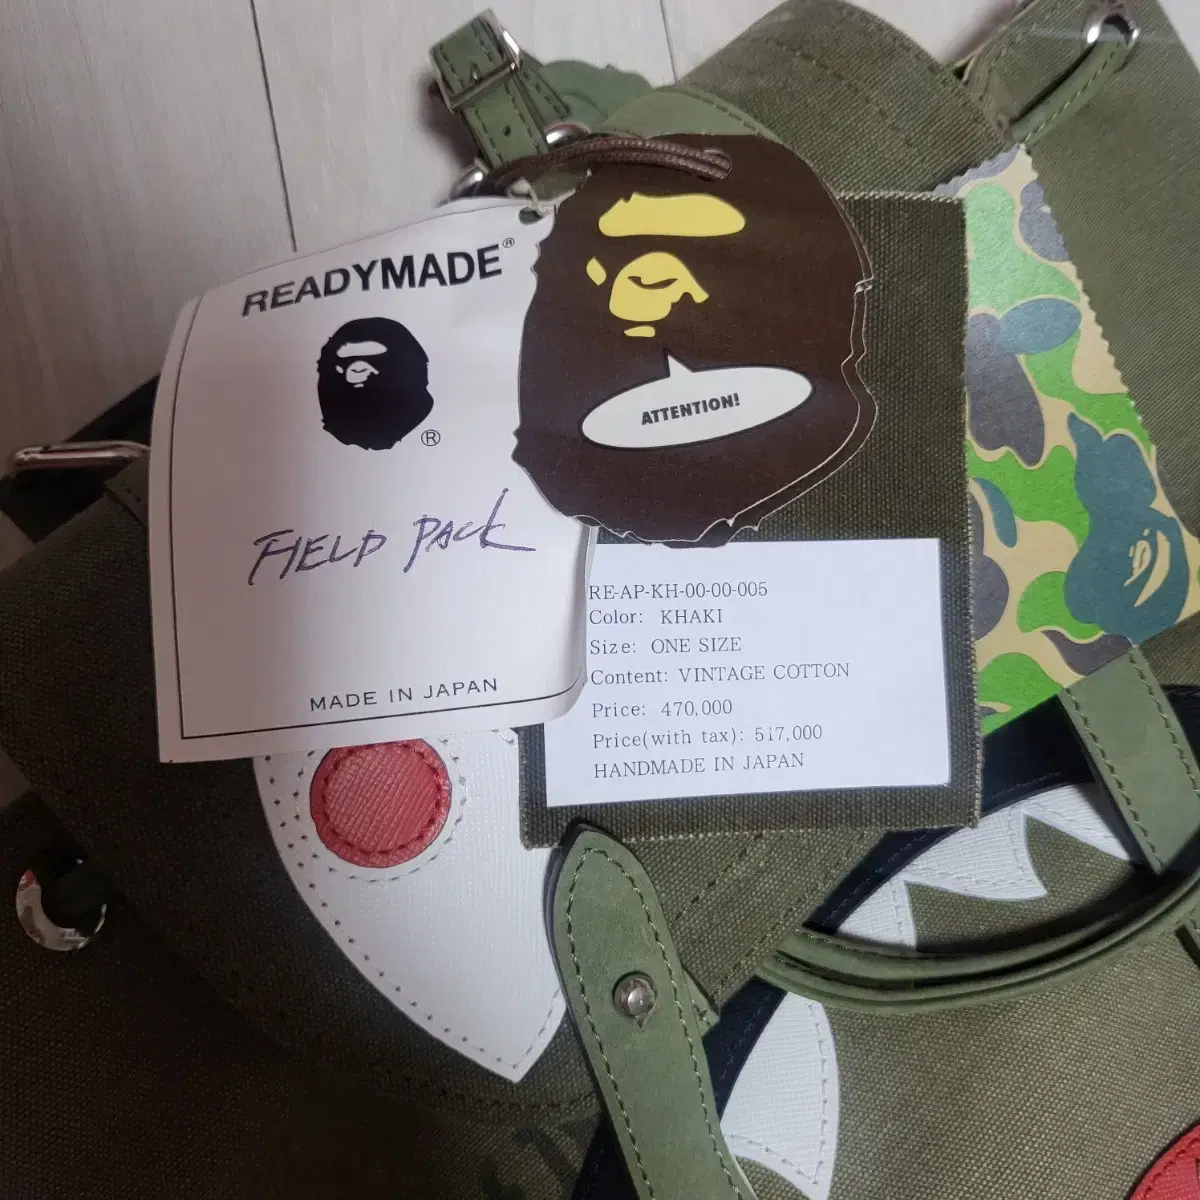 READYMADE®
®
FIELD PACK
MADE IN JAPAN
ATTENTION!
RE-AP-KH-00-00-005
Color: KHAKI
Size: ONE SIZE
Content: VINTAGE COTTON
Price: 470,000
Price(with tax): 517,000
HANDMADE IN JAPAN